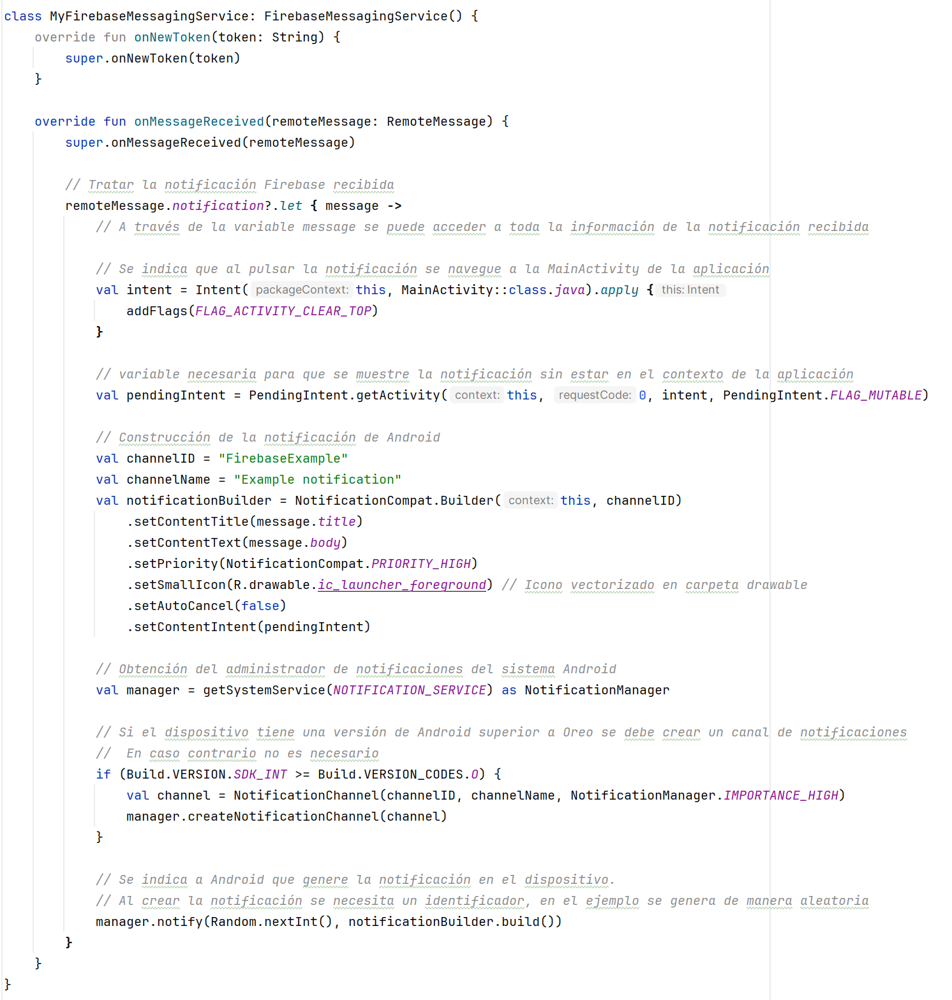 class MyFirebaseMessagingService: FirebaseMessagingService() {
    override fun onNewToken(token: String) {
        super.onNewToken(token)
    }

    override fun onMessageReceived(remoteMessage: RemoteMessage) {
        super.onMessageReceived(remoteMessage)

        // Tratar la notificación Firebase recibida
        remoteMessage.notification?.let { message ->
            // A través de la variable message se puede acceder a toda la información de la notificación recibida

            // Se indica que al pulsar la notificación se navegue a la MainActivity de la aplicación
            val intent = Intent( packageContext: this, MainActivity::class.java).apply { this: Intent
                addFlags(FLAG_ACTIVITY_CLEAR_TOP)
            }

            // variable necesaria para que se muestre la notificación sin estar en el contexto de la aplicación
            val pendingIntent = PendingIntent.getActivity( context: this, requestCode: 0, intent, PendingIntent.FLAG_MUTABLE)

            // Construcción de la notificación de Android
            val channelID = "FirebaseExample"
            val channelName = "Example notification"
            val notificationBuilder = NotificationCompat.Builder( context: this, channelID)
                .setContentTitle(message.title)
                .setContentText(message.body)
                .setPriority(NotificationCompat.PRIORITY_HIGH)
                .setSmallIcon(R.drawable.ic_launcher_foreground) // Icono vectorizado en carpeta drawable
                .setAutoCancel(false)
                .setContentIntent(pendingIntent)

            // Obtención del administrador de notificaciones del sistema Android
            val manager = getSystemService(NOTIFICATION_SERVICE) as NotificationManager

            // Si el dispositivo tiene una versión de Android superior a Oreo se debe crear un canal de notificaciones
            //  En caso contrario no es necesario
            if (Build.VERSION.SDK_INT >= Build.VERSION_CODES.O) {
                val channel = NotificationChannel(channelID, channelName, NotificationManager.IMPORTANCE_HIGH)
                manager.createNotificationChannel(channel)
            }

            // Se indica a Android que genere la notificación en el dispositivo.
            // Al crear la notificación se necesita un identificador, en el ejemplo se genera de manera aleatoria
            manager.notify(Random.nextInt(), notificationBuilder.build())
        }
    }
}